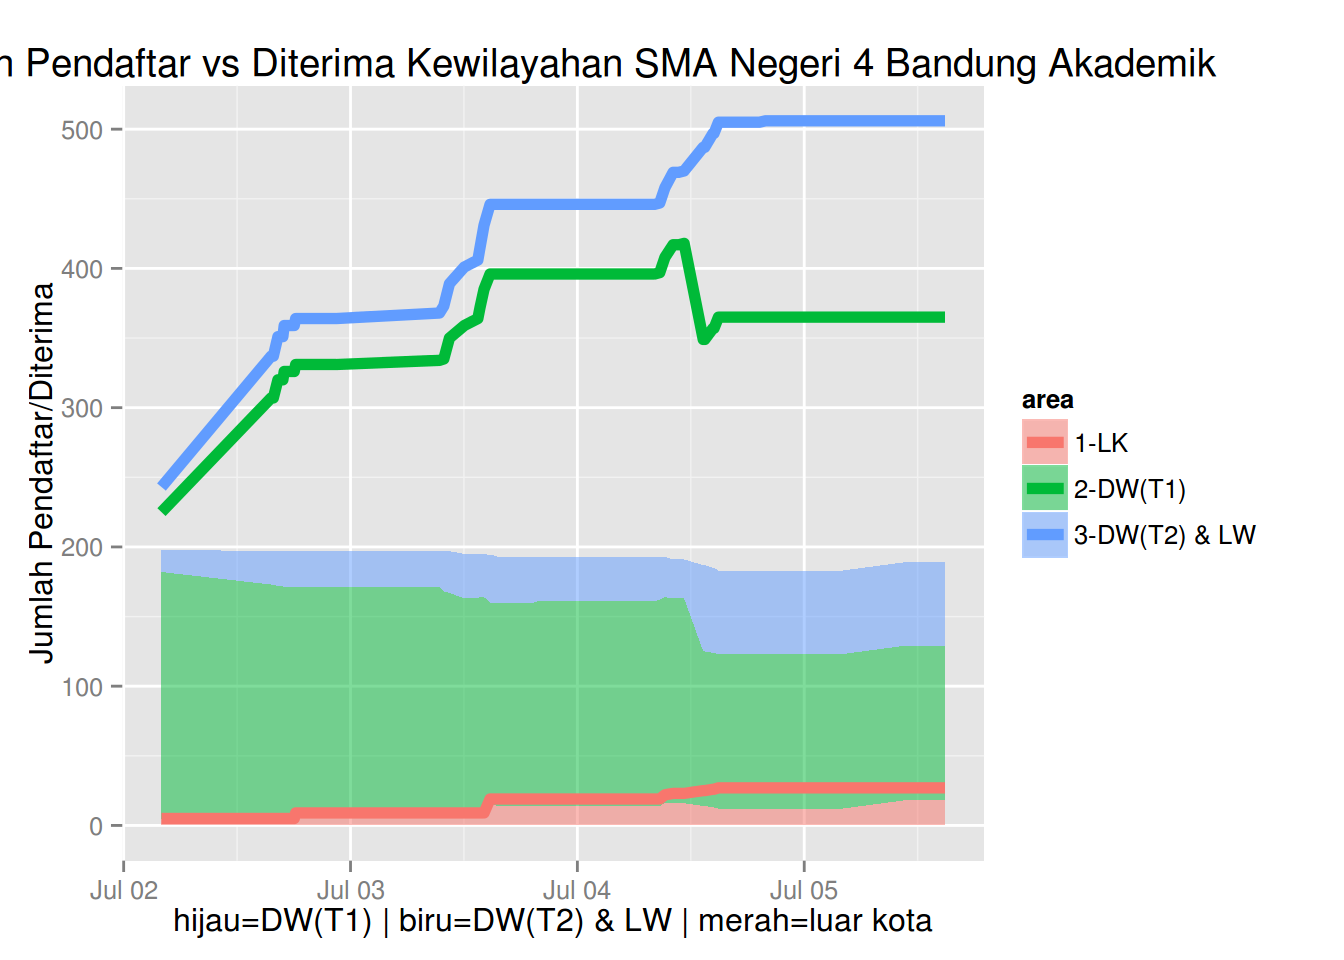 Pendaftar vs Diterima Kewilayahan SMA Negeri 4 Bandung Akademik
Jumlah Pendaftar/Diterima
500
400
300
200
100
0
Jul 02
Jul 03
Jul 04
Jul 05
hijau=DW(T1) | biru=DW(T2) & LW | merah=luar kota
area
1-LK
2-DW(T1)
3-DW(T2) & LW